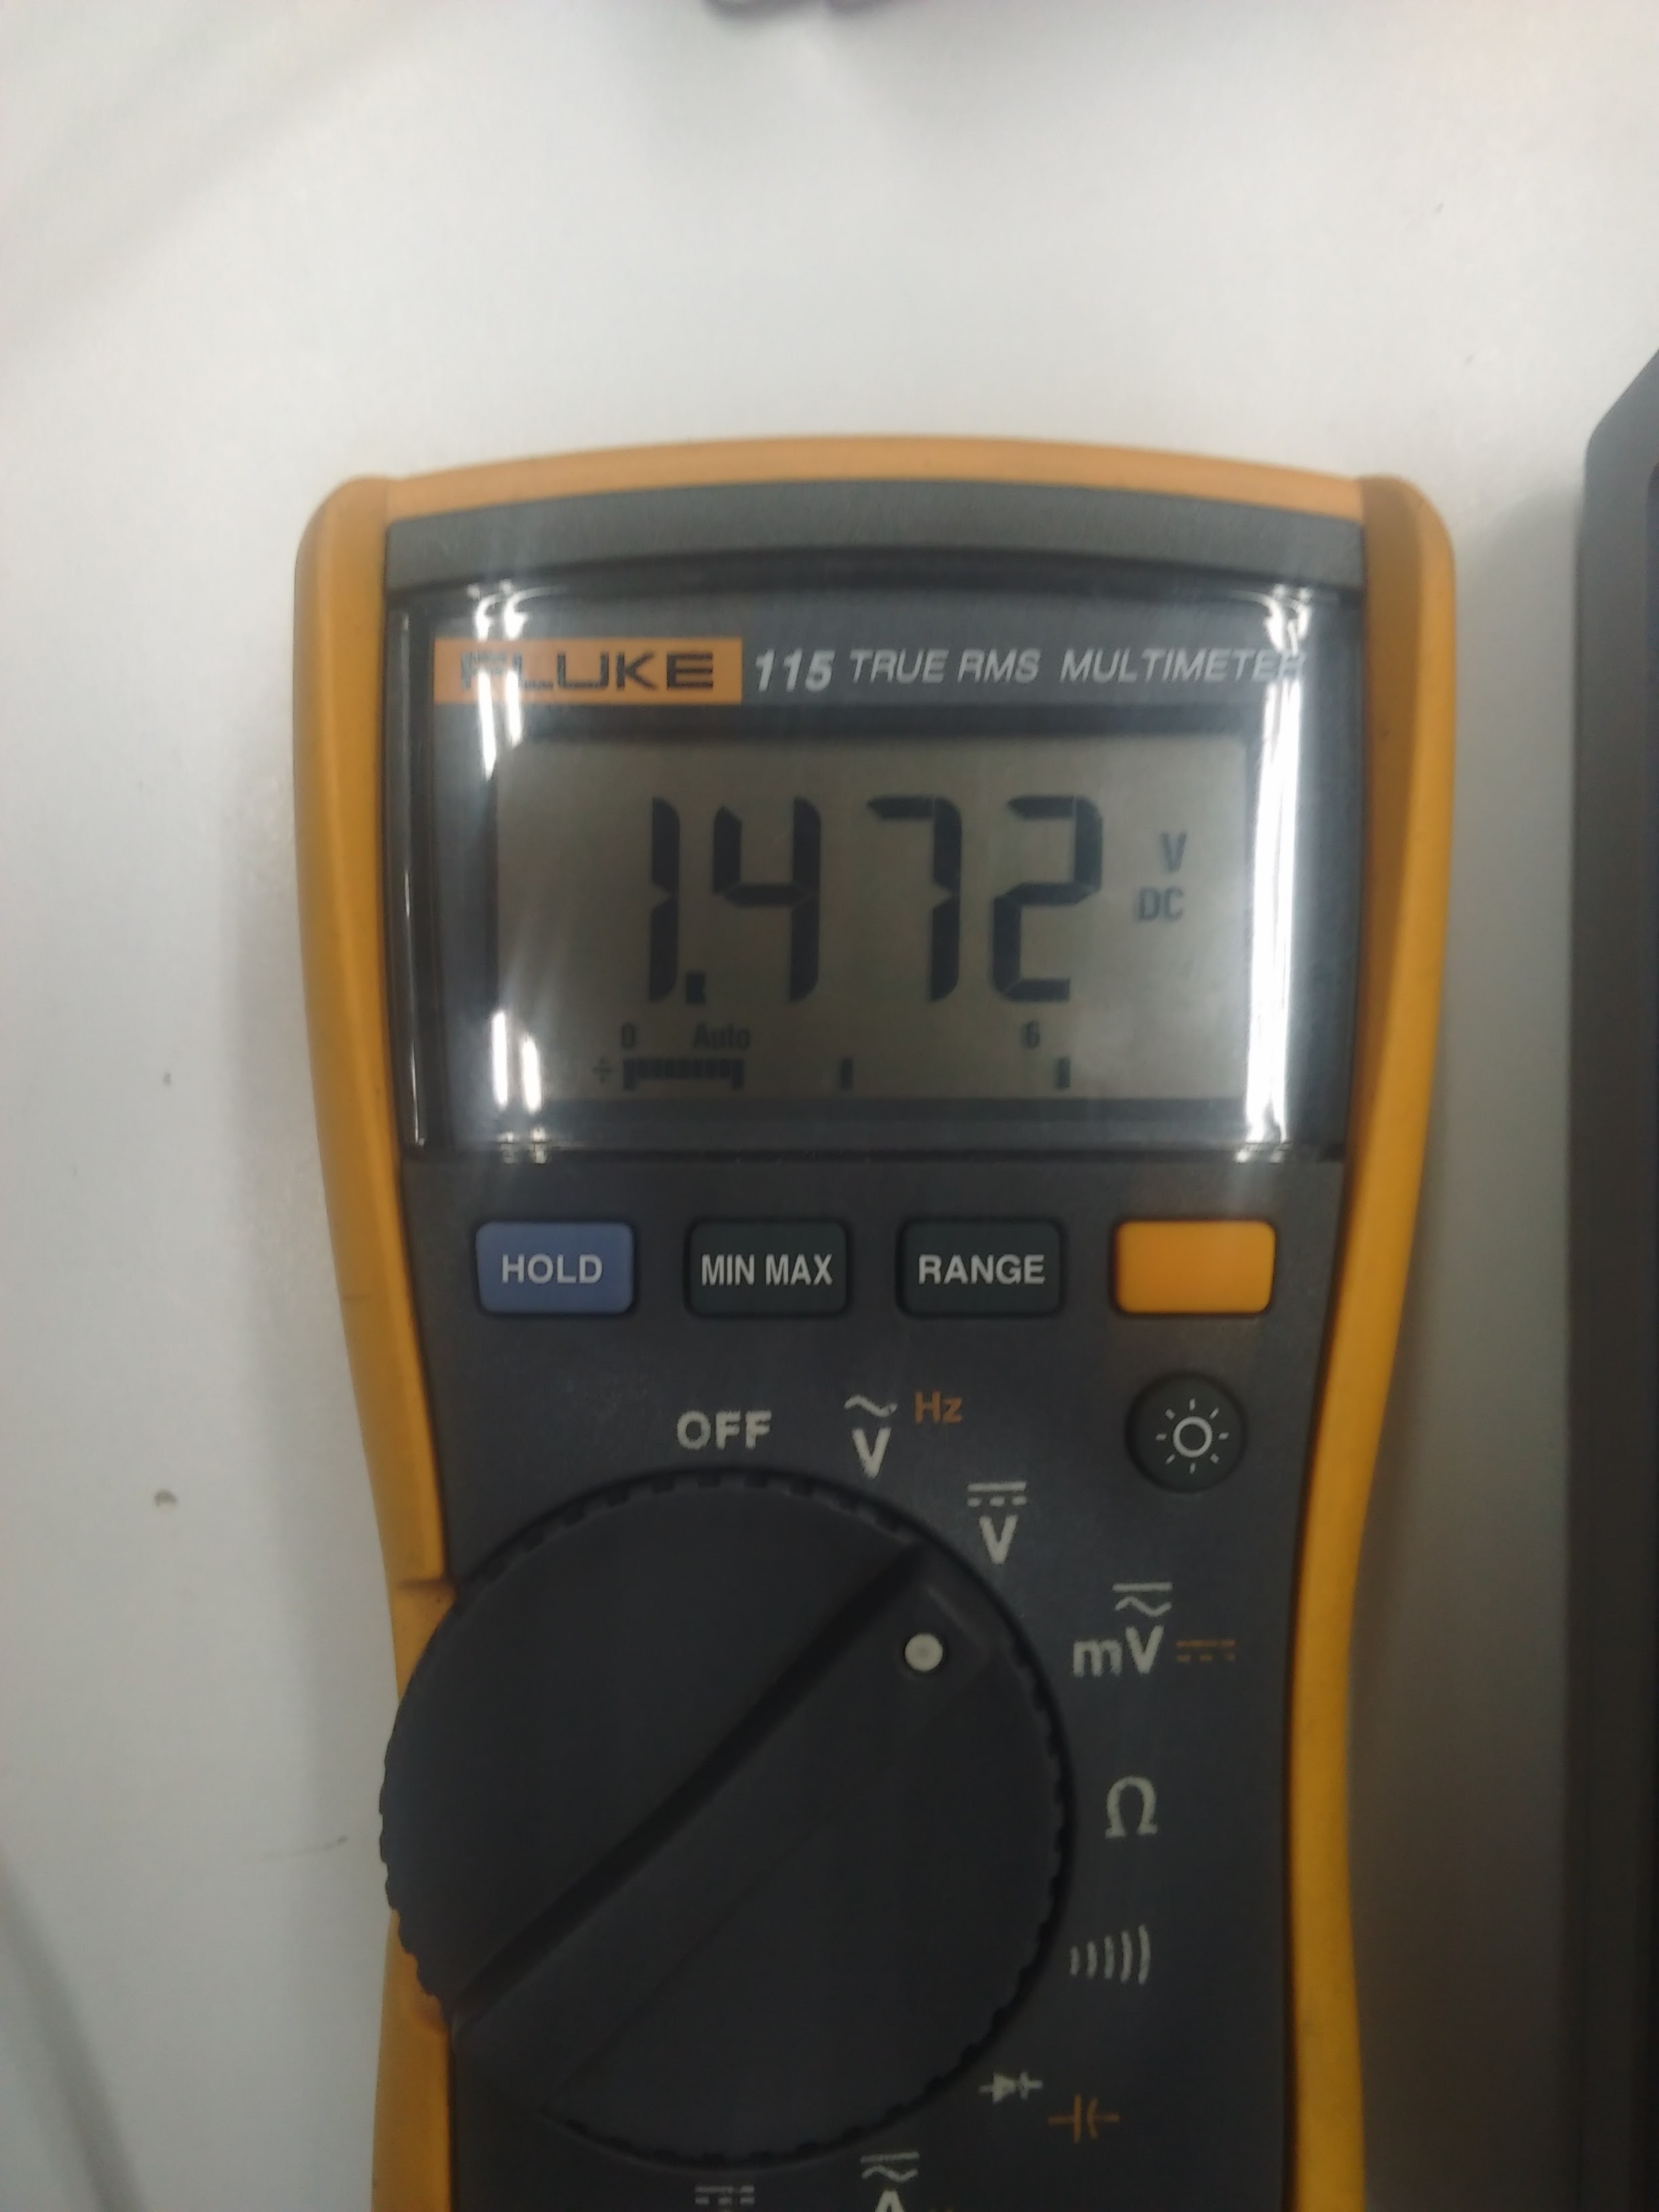 FLUKE 115 TRUE RMS MULTIMETER
1.472 V DC
0 Auto 6
+
HOLD MIN MAX RANGE
OFF V Hz
V
mV
Ω